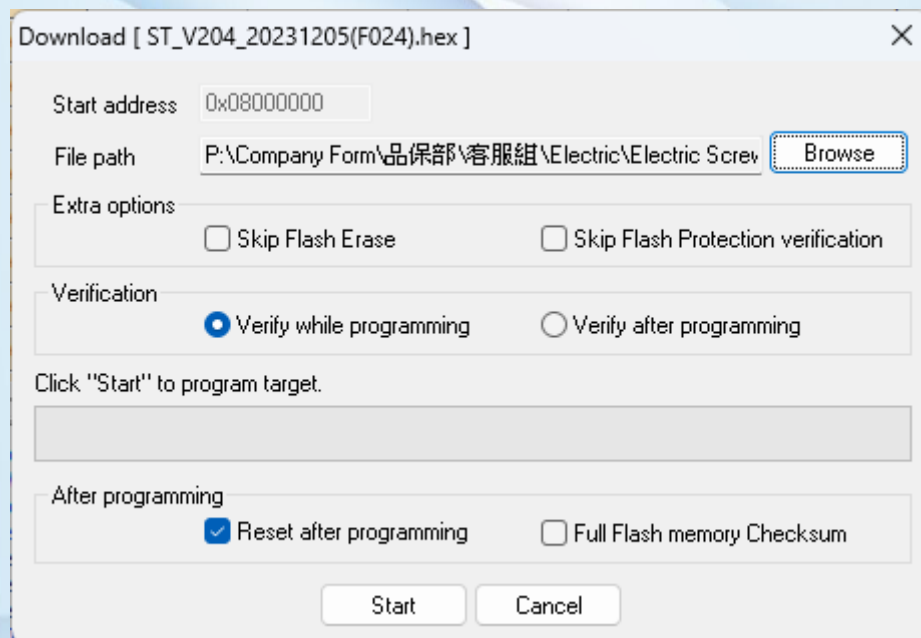 Download [ ST_V204_20231205(F024).hex ]
Start address 0x08000000
File path P:\Company Form\品保部\客服組\Electric\Electric Screw Browse
Extra options
Skip Flash Erase Skip Flash Protection verification
Verification
Verify while programming Verify after programming
Click "Start" to program target.
After programming
Reset after programming Full Flash memory Checksum
Start Cancel